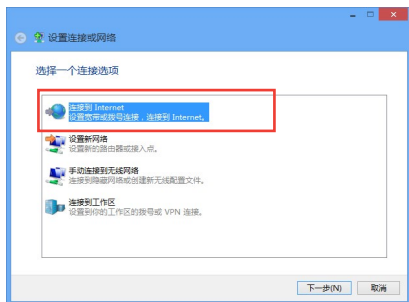 设置连接或网络
选择一个连接选项
连接到 Internet
设置宽带或拨号连接，连接到 Internet。
设置新网络
设置新的路由器或接入点。
手动连接到无线网络
连接到隐藏网络或创建新无线配置文件。
连接到工作区
设置到你的工作区的拨号或 VPN 连接。
下一步(N)
取消